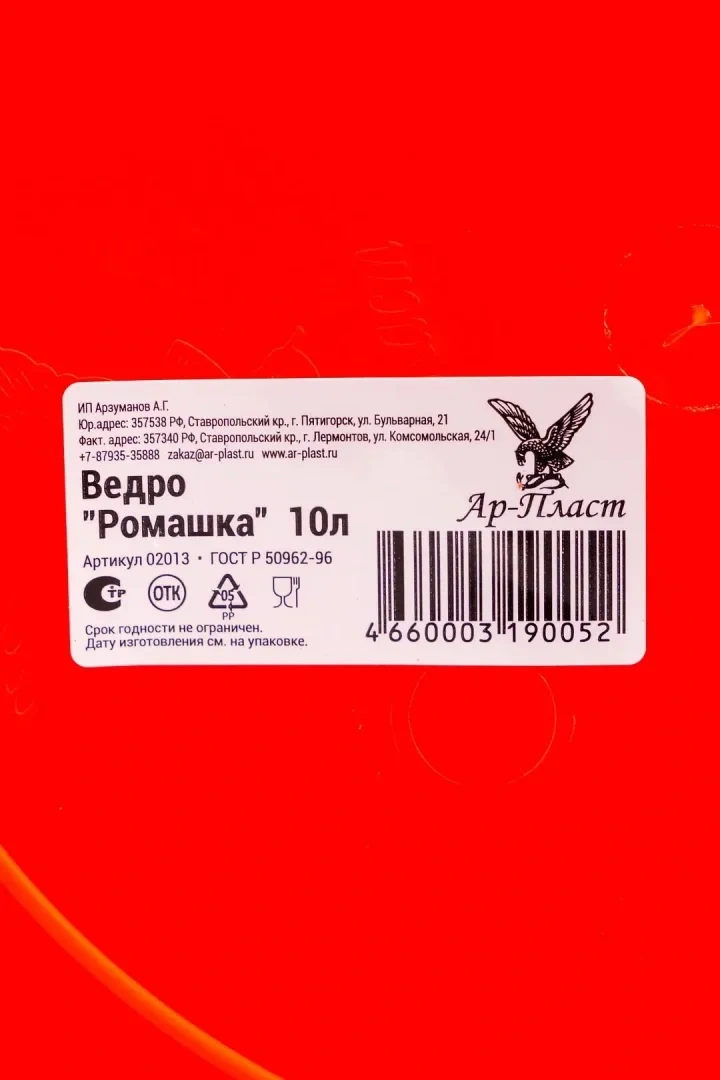 ИП Арзуманов А.Г.
Юр.адрес: 357538 РФ, Ставропольский кр., г. Пятигорск, ул. Бульварная, 21
Факт. адрес: 357340 РФ, Ставропольский кр., г. Лермонтов, ул. Комсомольская, 24/1
+7-87935-35888 zakaz@ar-plast.ru www.ar-plast.ru
Ар-Пласт
Ведро
"Ромашка" 10л
Артикул 02013 • ГОСТ Р 50962-96
СТР ОТК 05
PP
Срок годности не ограничен.
Дату изготовления см. на упаковке.
4 660003 190052